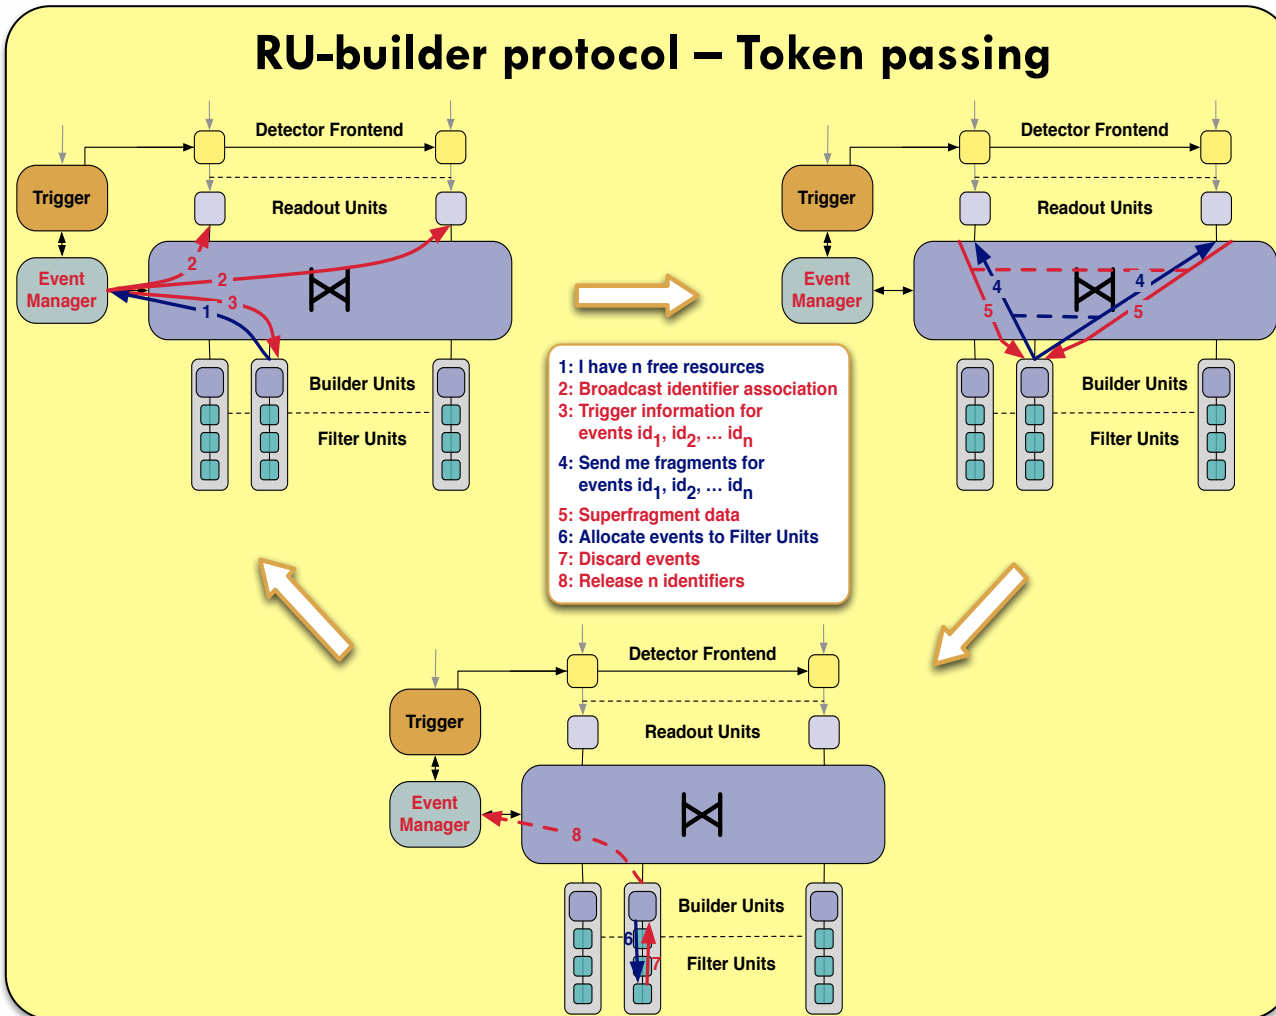 RU-builder protocol – Token passing
Detector Frontend
Trigger
Readout Units
Event
Manager
2
2
3
1
Builder Units
Filter Units
Detector Frontend
Trigger
Readout Units
Event
Manager
4
4
5
5
Builder Units
Filter Units
1: I have n free resources
2: Broadcast identifier association
3: Trigger information for
events id1, id2, ... idn
4: Send me fragments for
events id1, id2, ... idn
5: Superfragment data
6: Allocate events to Filter Units
7: Discard events
8: Release n identifiers
Detector Frontend
Trigger
Readout Units
Event
Manager
8
Builder Units
6
7
Filter Units